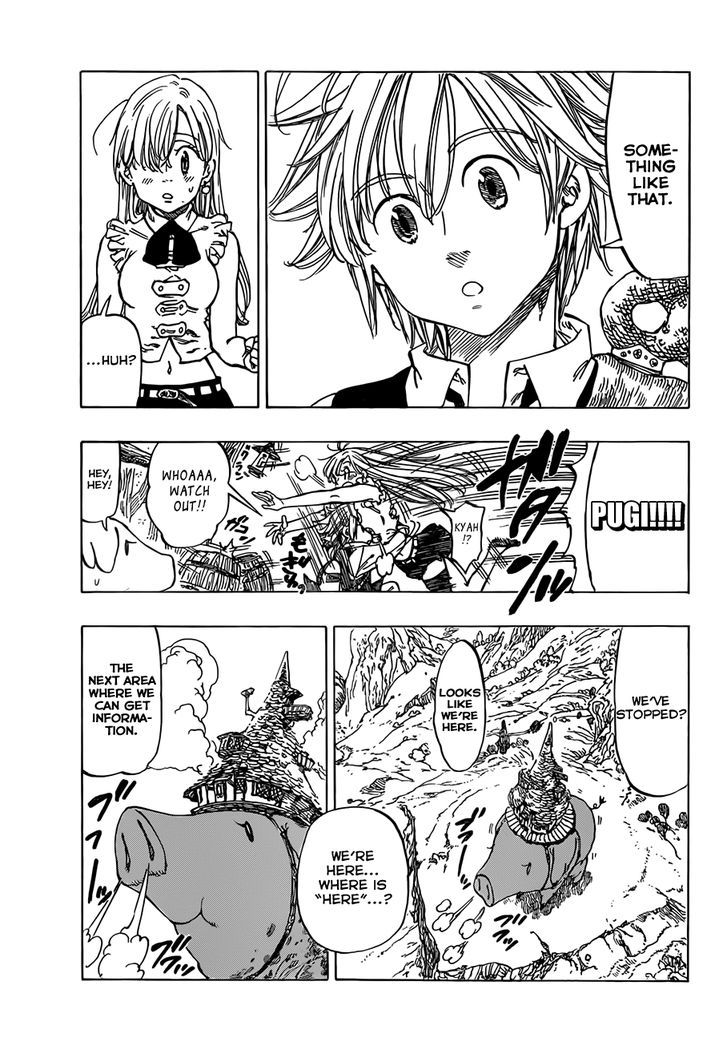 SOME-
THING
LIKE
THAT.
...HUH?
PUGI!!!!!
KYAH
!?
WHOAAA,
WATCH
OUT!!
HEY,
HEY!
WE'VE
STOPPED?
LOOKS
LIKE
WE'RE
HERE.
WE'RE
HERE...
WHERE IS
"HERE"...?
THE
NEXT AREA
WHERE WE
CAN GET
INFORMA-
TION.